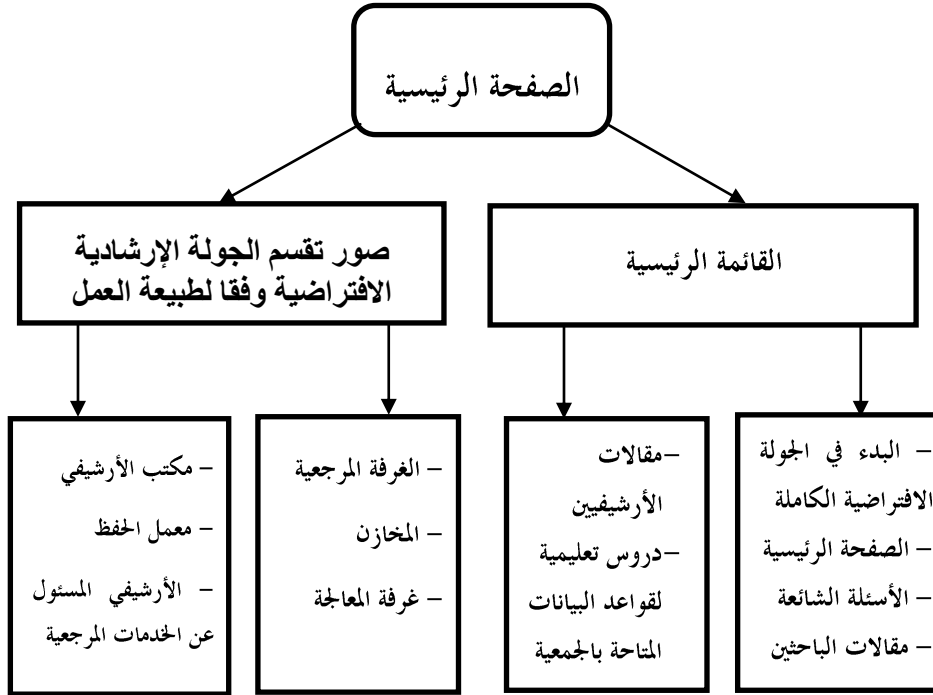 الصفحة الرئيسية
القائمة الرئيسية
صور تقسم الجولة الإرشادية
الافتراضية وفقا لطبيعة العمل
– البدء في الجولة
الافتراضية الكاملة
– الصفحة الرئيسية
– الأسئلة الشائعة
– مقالات الباحثين
–مقالات
الأرشيفيين
–دروس تعليمية
لقواعد البيانات
المتاحة بالجمعية
– الغرفة المرجعية
– المخازن
– غرفة المعالجة
– مكتب الأرشيفي
– معمل الحفظ
– الأرشيفي المسئول
عن الخدمات المرجعية